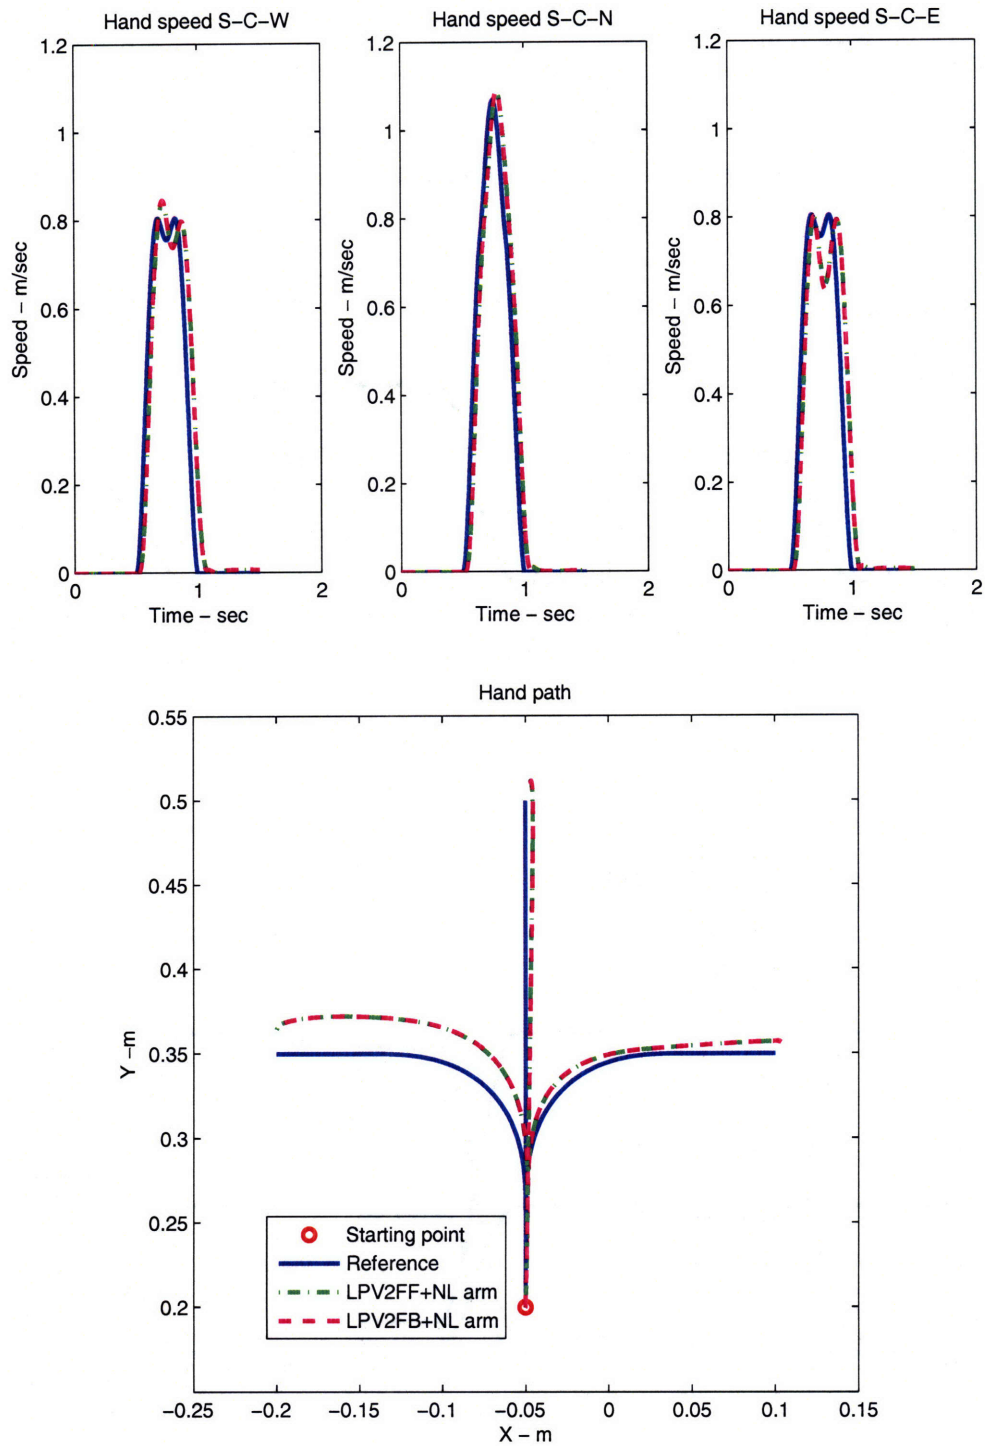 Hand speed S–C–W
Hand speed S–C–N
Hand speed S–C–E
1.2
1
0.8
0.6
0.4
0.2
0
Speed – m/sec
0
1
2
Time – sec
1.2
1
0.8
0.6
0.4
0.2
0
Speed – m/sec
0
1
2
Time – sec
1.2
1
0.8
0.6
0.4
0.2
0
Speed – m/sec
0
1
2
Time – sec
Hand path
0.55
0.5
0.45
0.4
0.35
0.3
0.25
0.2
Y –m
Starting point
Reference
LPV2FF+NL arm
LPV2FB+NL arm
−0.25
−0.2
−0.15
−0.1
−0.05
0
0.05
0.1
0.15
X – m